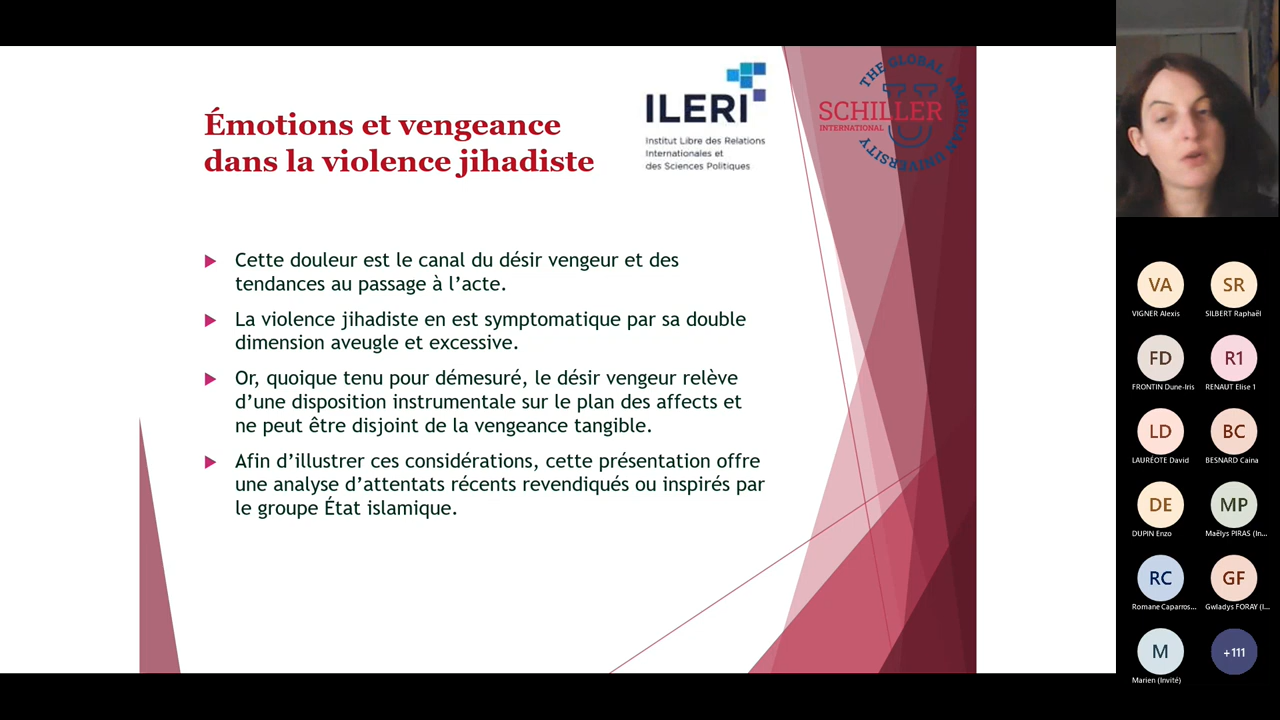 Émotions et vengeance
dans la violence jihadiste
ILERI
Institut Libre des Relations
Internationales et
des Sciences Politiques
THE GLOBAL AMERICAN UNIVERSITY
SCHILLER
INTERNATIONAL
U
Cette douleur est le canal du désir vengeur et des
tendances au passage à l’acte.
La violence jihadiste en est symptomatique par sa double
dimension aveugle et excessive.
Or, quoique tenu pour démesuré, le désir vengeur relève
d’une disposition instrumentale sur le plan des affects et
ne peut être disjoint de la vengeance tangible.
Afin d’illustrer ces considérations, cette présentation offre
une analyse d’attentats récents revendiqués ou inspirés par
le groupe État islamique.
VA
VIGNER Alexis
SR
SILBERT Raphaël
FD
FRONTIN Dune-Iris
R1
RENAUT Elise 1
LD
LAURÉOTE David
BC
BESNARD Caina
DE
DUPIN Enzo
MP
Maëlys PIRAS (In...
RC
Romane Caparros...
GF
Gwladys FORAY (I...
M
Marien (Invité)
+111